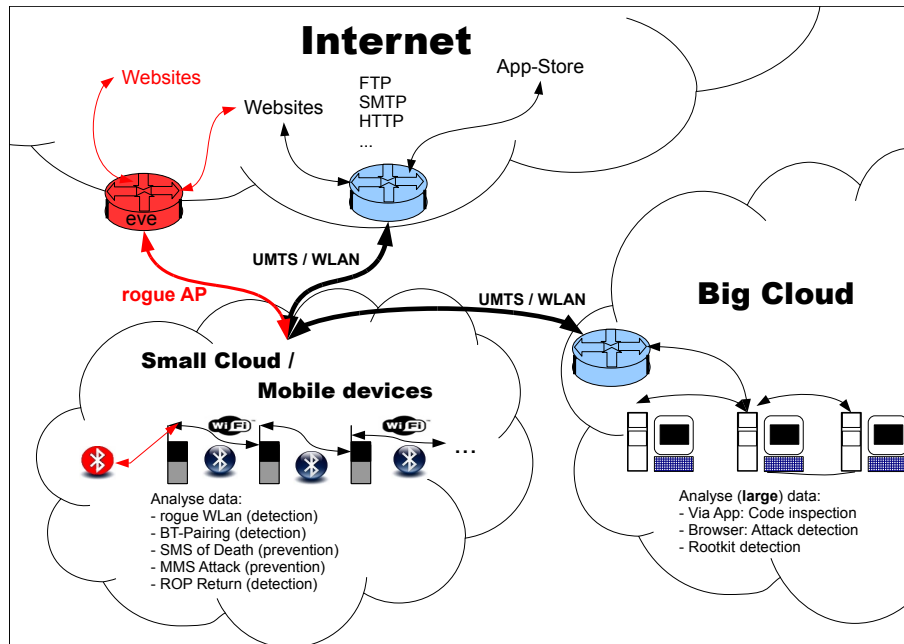 Internet
Websites
Websites
FTP
SMTP
HTTP
...
App-Store
eve
UMTS / WLAN
rogue AP
UMTS / WLAN
Big Cloud
Small Cloud /
Mobile devices
WiFi
WiFi
...
Analyse data:
- rogue WLan (detection)
- BT-Pairing (detection)
- SMS of Death (prevention)
- MMS Attack (prevention)
- ROP Return (detection)
Analyse (large) data:
- Via App: Code inspection
- Browser: Attack detection
- Rootkit detection